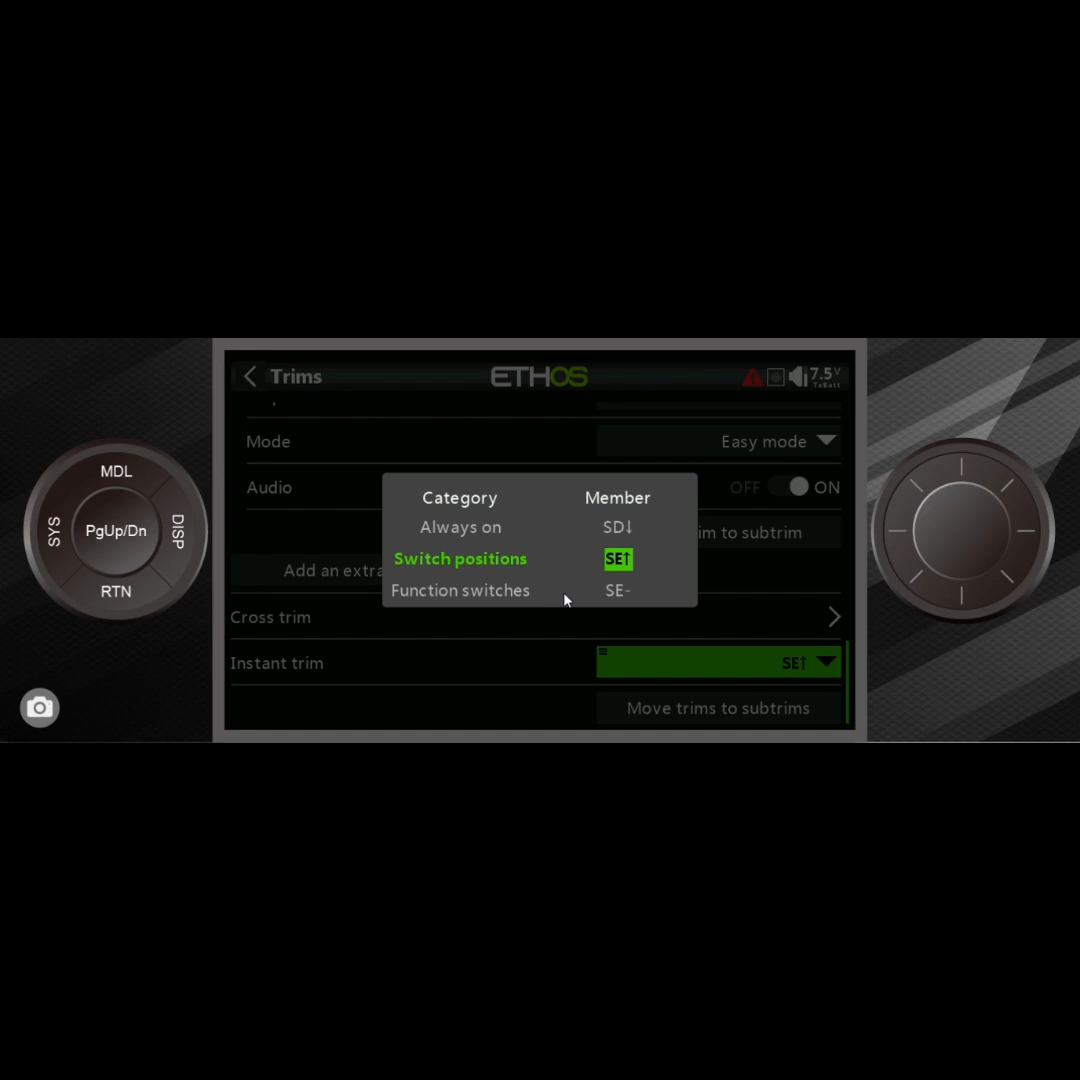 Trims
ETHOS
7.5V
TxBatt
Mode
Easy mode
Audio
OFF
ON
im to subtrim
Add an extra
Cross trim
Instant trim
SE↑
Move trims to subtrims
Category Member
Always on SD↓
Switch positions SE↑
Function switches SE-
MDL
SYS
PgUp/Dn
DISP
RTN